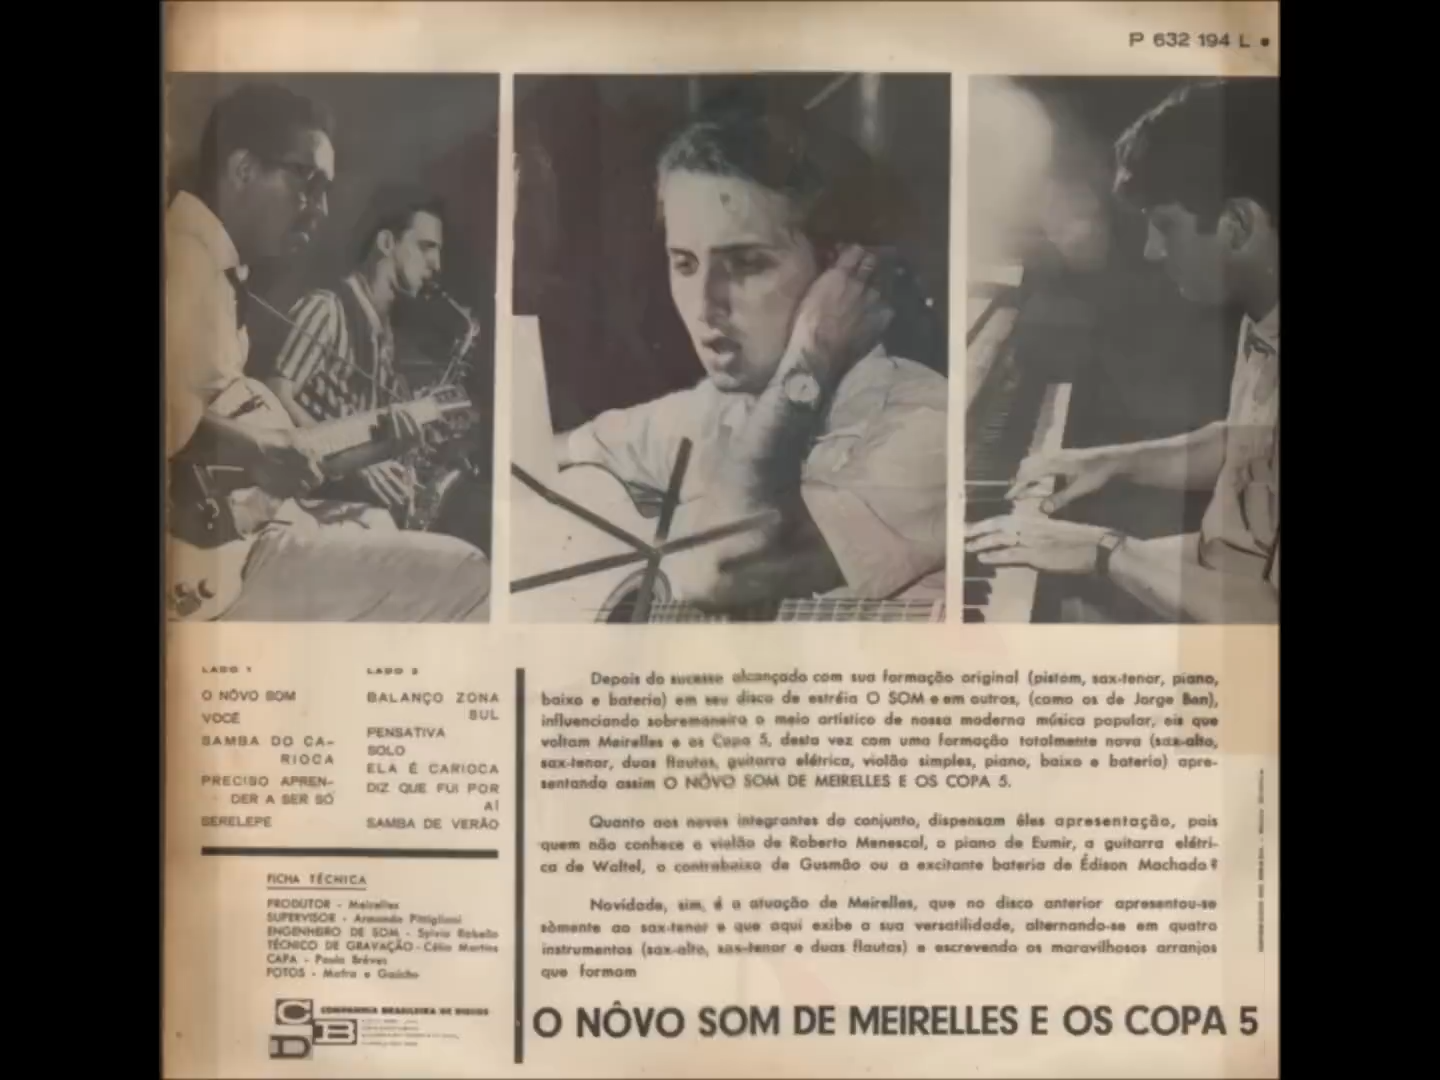 P 632 194 L
LADO 1
O NÔVO SOM
VOCÊ
SAMBA DO CA-
RIOCA
PRECISO APREN-
DER A SER SÓ
SERELEPE
LADO 2
BALANÇO ZONA
SUL
PENSATIVA
SOLO
ELA É CARIOCA
DIZ QUE FUI POR
AÍ
SAMBA DE VERÃO
FICHA TÉCNICA
PRODUTOR - Meirelles
SUPERVISOR - Armando Pittigliani
ENGENHEIRO DE SOM - Sylvio Rabello
TÉCNICO DE GRAVAÇÃO - Célio Martins
CAPA - Paulo Bréves
FOTOS - Mafra e Gaúcho
CBD
COMPANHIA BRASILEIRA DE DISCOS
Depois do sucesso alcançado com sua formação original (pistom, sax-tenor, piano,
baixo e bateria) em seu disco de estréia O SOM e em outros, (como os de Jorge Ben),
influenciando sobremaneira o meio artístico de nossa moderna música popular, eis que
voltam Meirelles e os Copa 5, desta vez com uma formação totalmente nova (sax-alto,
sax-tenor, duas flautas, guitarra elétrica, violão simples, piano, baixo e bateria) apre-
sentando assim O NÔVO SOM DE MEIRELLES E OS COPA 5.
Quanto aos novos integrantes do conjunto, dispensam êles apresentação, pois
quem não conhece o violão de Roberto Menescal, o piano de Eumir, a guitarra elétri-
ca de Waltel, o contrabaixo de Gusmão ou a excitante bateria de Édison Machado?
Novidade, sim, é a atuação de Meirelles, que no disco anterior apresentou-se
sòmente ao sax-tenor e que aqui exibe a sua versatilidade, alternando-se em quatro
instrumentos (sax-alto, sax-tenor e duas flautas) e escrevendo os maravilhosos arranjos
que formam
O NÔVO SOM DE MEIRELLES E OS COPA 5